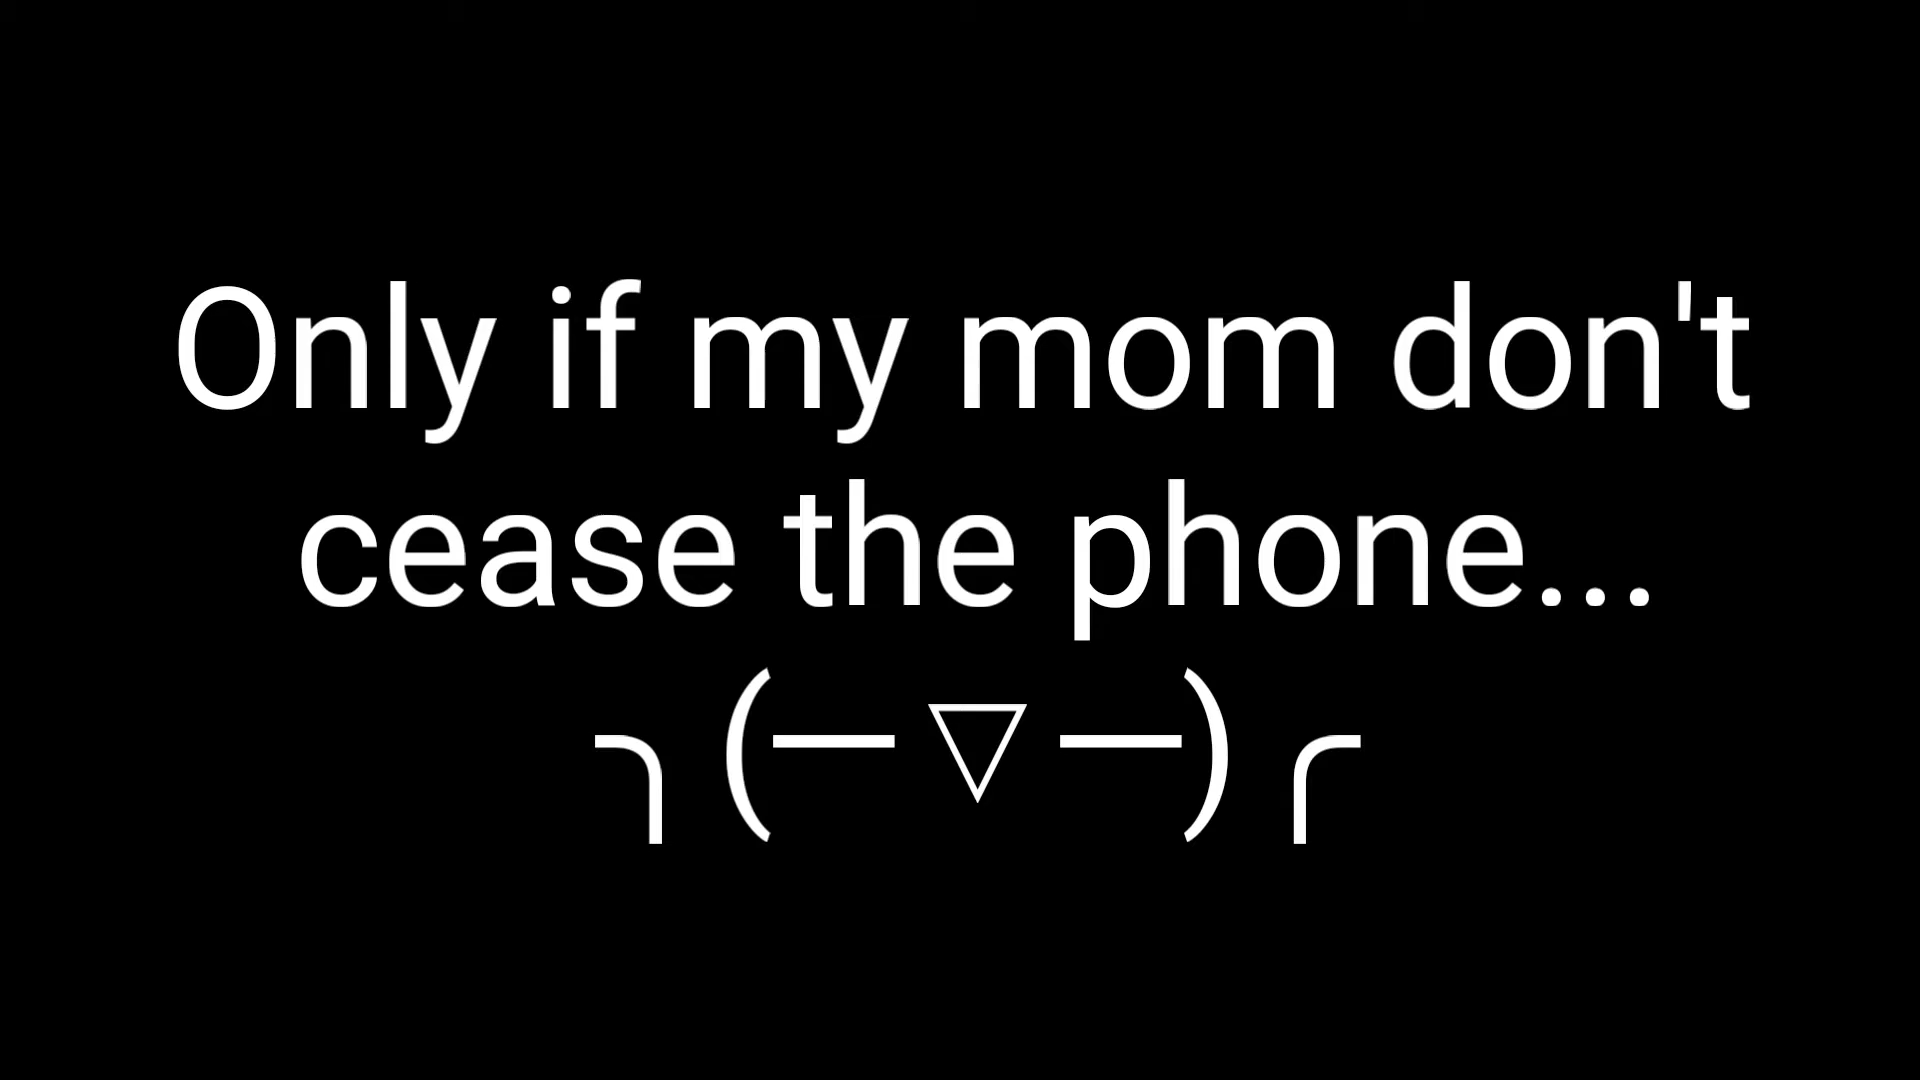 Only if my mom don't
cease the phone...
╮(─▽─)╭